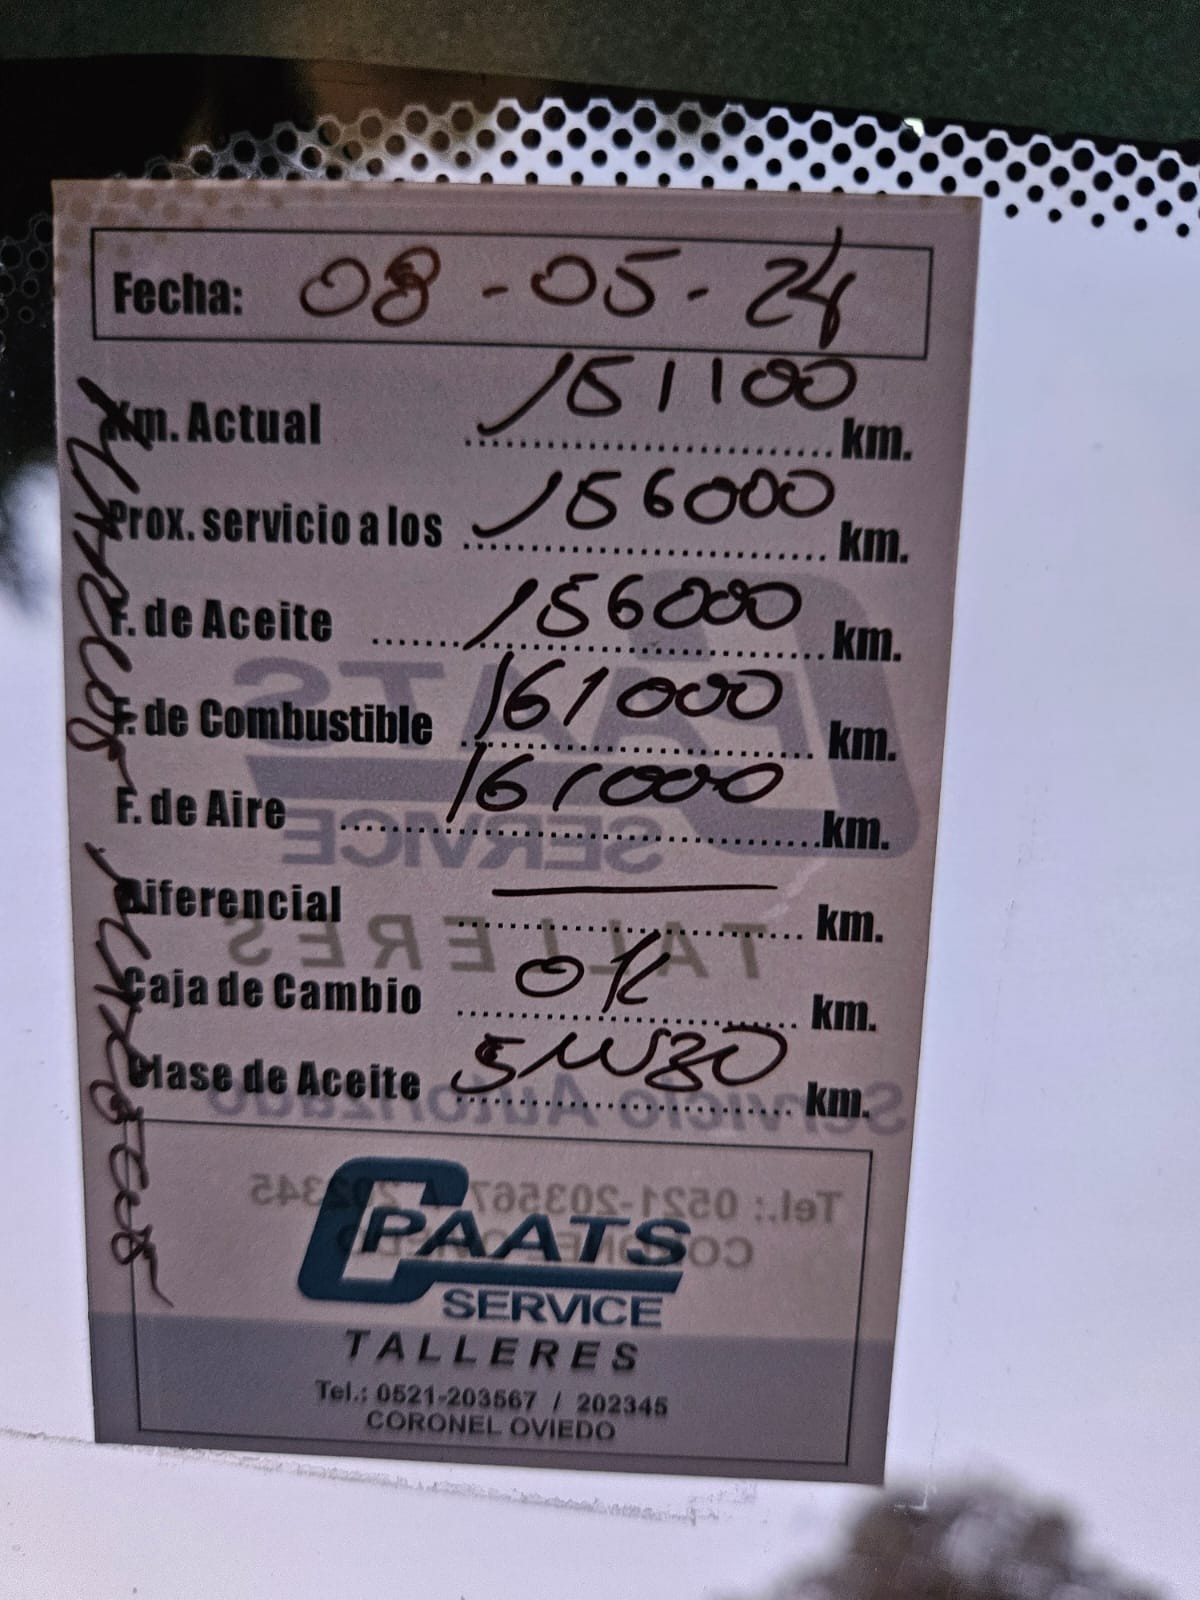 Fecha: 08-05-24
Km. Actual 151100 km.
Prox. servicio a los 156000 km.
F. de Aceite 156000 km.
F. de Combustible 161000 km.
F. de Aire 161000 km.
Diferencial — km.
Caja de Cambio OK km.
Clase de Aceite 5W30 km.
CPAATS
SERVICE
TALLERES
Tel.: 0521-203567 / 202345
CORONEL OVIEDO